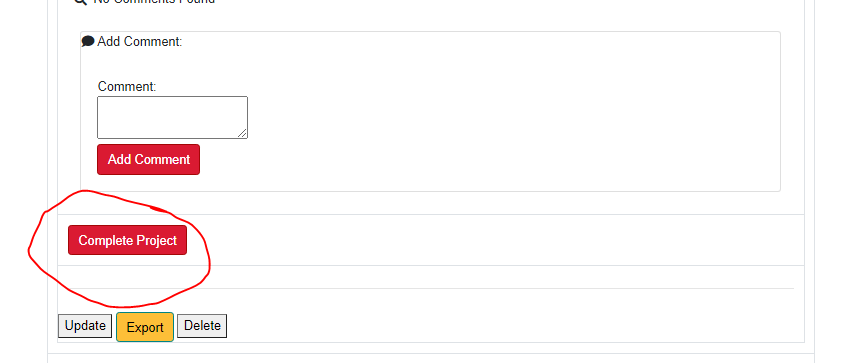 No Comments Found
Add Comment:
Comment:
Add Comment
Complete Project
Update Export Delete